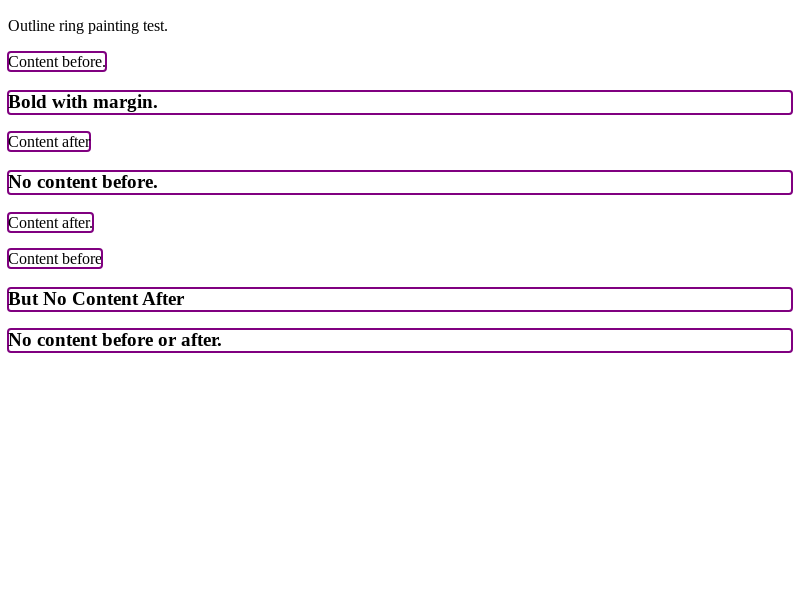 Outline ring painting test.
Content before.
Bold with margin.
Content after
No content before.
Content after.
Content before
But No Content After
No content before or after.